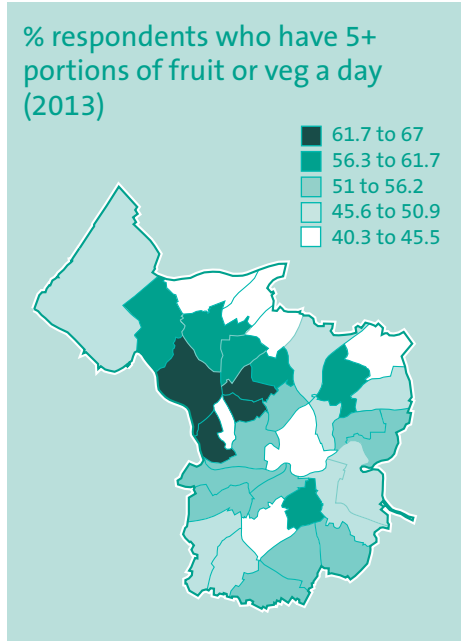 % respondents who have 5+
portions of fruit or veg a day
(2013)
61.7 to 67
56.3 to 61.7
51 to 56.2
45.6 to 50.9
40.3 to 45.5